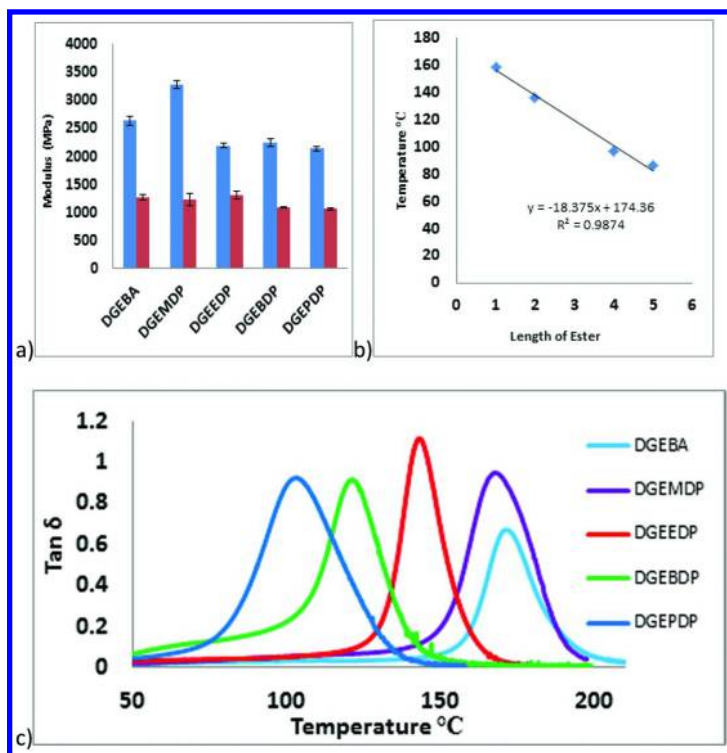 4000
3500
3000
2500
2000
1500
1000
500
0
Modulus (MPa)
DGEBA
DGEMDP
DGEEDP
DGEBDP
DGEPDP
a)
180
160
140
120
100
80
60
40
20
0
Temperature °C
y = -18.375x + 174.36
R² = 0.9874
0 1 2 3 4 5 6
Length of Ester
b)
1.2
1
0.8
0.6
0.4
0.2
0
Tan δ
DGEBA
DGEMDP
DGEEDP
DGEBDP
DGEPDP
50 100 150 200
Temperature °C
c)